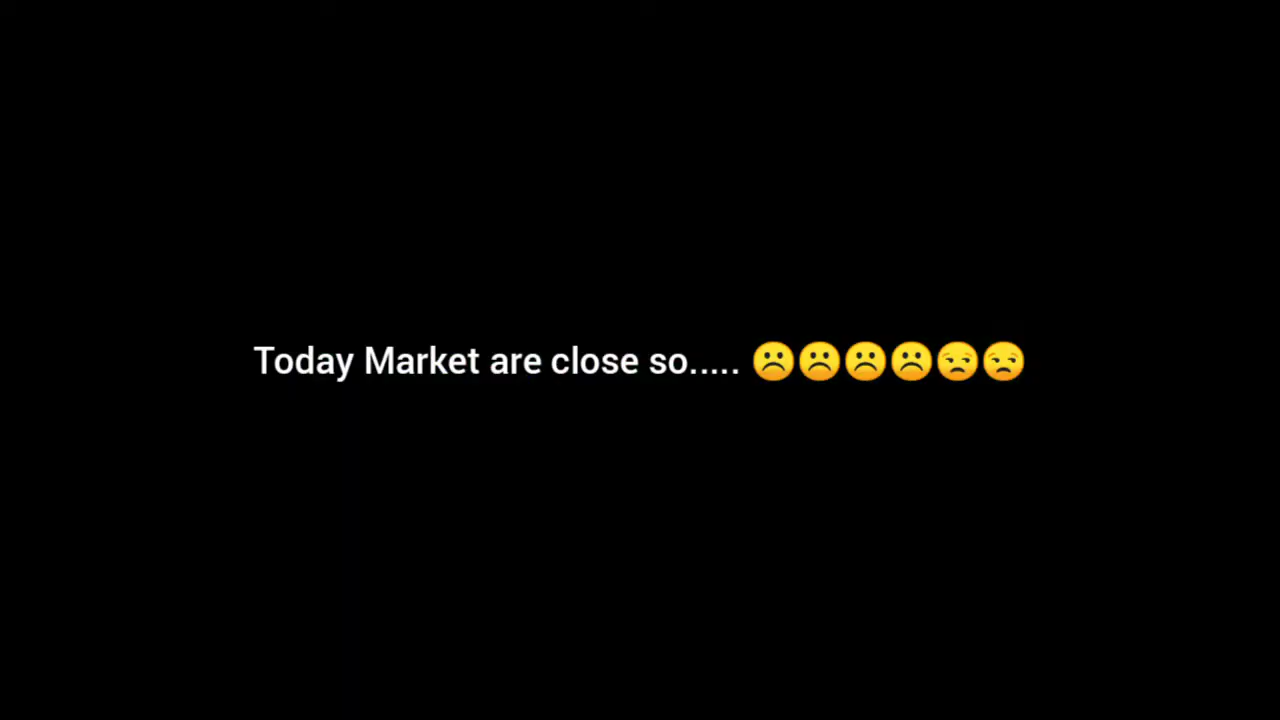 Today Market are close so..... ☹️☹️☹️☹️😒😒